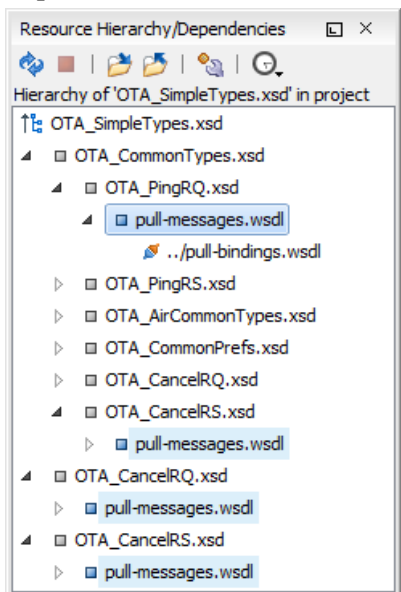 Resource Hierarchy/Dependencies
Hierarchy of 'OTA_SimpleTypes.xsd' in project
OTA_SimpleTypes.xsd
OTA_CommonTypes.xsd
OTA_PingRQ.xsd
pull-messages.wsdl
../pull-bindings.wsdl
OTA_PingRS.xsd
OTA_AirCommonTypes.xsd
OTA_CommonPrefs.xsd
OTA_CancelRQ.xsd
OTA_CancelRS.xsd
pull-messages.wsdl
OTA_CancelRQ.xsd
pull-messages.wsdl
OTA_CancelRS.xsd
pull-messages.wsdl